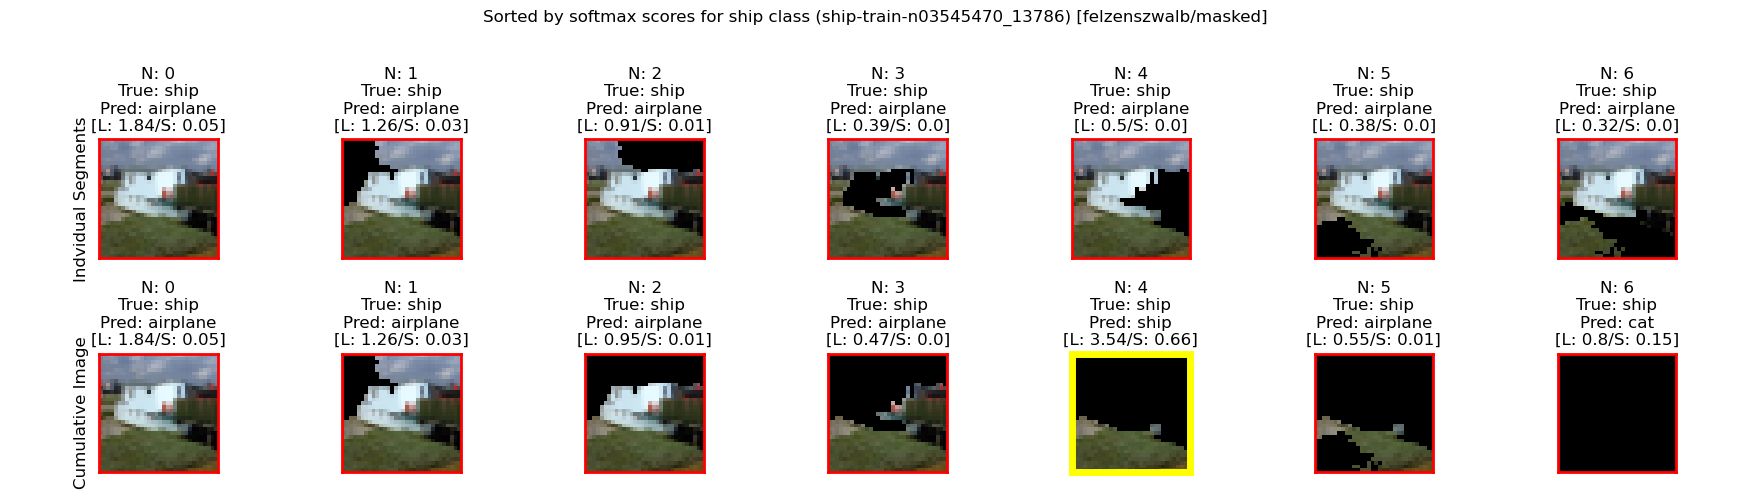 Sorted by softmax scores for ship class (ship-train-n03545470_13786) [felzenszwalb/masked]
Indvidual Segments
N: 0
True: ship
Pred: airplane
[L: 1.84/S: 0.05]
N: 1
True: ship
Pred: airplane
[L: 1.26/S: 0.03]
N: 2
True: ship
Pred: airplane
[L: 0.91/S: 0.01]
N: 3
True: ship
Pred: airplane
[L: 0.39/S: 0.0]
N: 4
True: ship
Pred: airplane
[L: 0.5/S: 0.0]
N: 5
True: ship
Pred: airplane
[L: 0.38/S: 0.0]
N: 6
True: ship
Pred: airplane
[L: 0.32/S: 0.0]
Cumulative Image
N: 0
True: ship
Pred: airplane
[L: 1.84/S: 0.05]
N: 1
True: ship
Pred: airplane
[L: 1.26/S: 0.03]
N: 2
True: ship
Pred: airplane
[L: 0.95/S: 0.01]
N: 3
True: ship
Pred: airplane
[L: 0.47/S: 0.0]
N: 4
True: ship
Pred: ship
[L: 3.54/S: 0.66]
N: 5
True: ship
Pred: airplane
[L: 0.55/S: 0.01]
N: 6
True: ship
Pred: cat
[L: 0.8/S: 0.15]